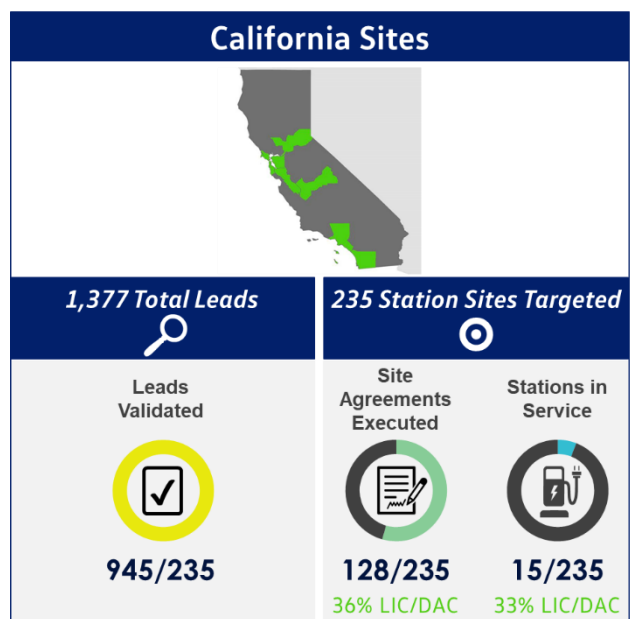 California Sites
1,377 Total Leads
235 Station Sites Targeted
Leads
Validated
945/235
Site
Agreements
Executed
128/235
36% LIC/DAC
Stations in
Service
15/235
33% LIC/DAC